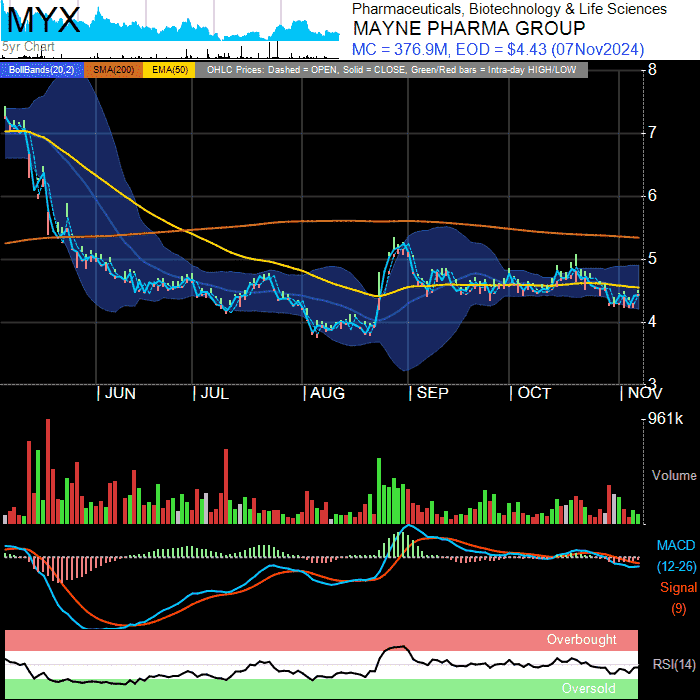 MYX
5yr Chart
Pharmaceuticals, Biotechnology & Life Sciences
MAYNE PHARMA GROUP
MC = 376.9M, EOD = $4.43 (07Nov2024)
BollBands(20,2) SMA(200) EMA(50) OHLC Prices: Dashed = OPEN, Solid = CLOSE, Green/Red bars = Intra-day HIGH/LOW
8
7
6
5
4
3
| JUN | JUL | AUG | SEP | OCT | NOV
961k
Volume
MACD
(12-26)
Signal
(9)
Overbought
RSI(14)
Oversold